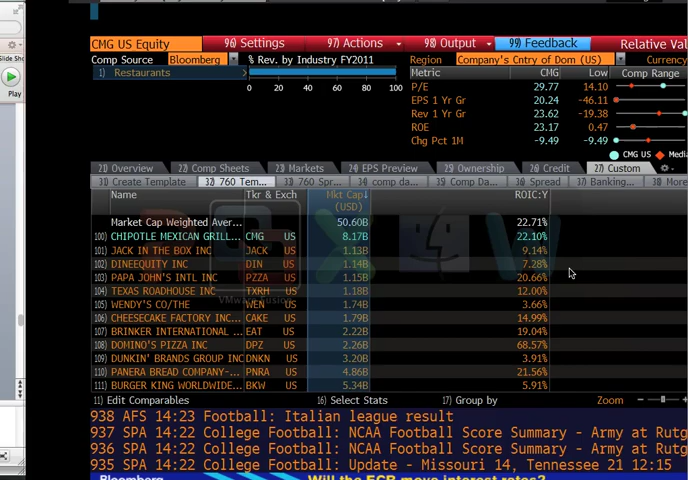 CMG US Equity 96) Settings 97) Actions 98) Output 99) Feedback Relative Val
Comp Source Bloomberg % Rev. by Industry FY2011 Region Company's Cntry of Dom (US) Currency
1) Restaurants Metric CMG Low Comp Range
0 20 40 60 80 100
P/E 29.77 14.10
EPS 1 Yr Gr 20.24 -46.11
Rev 1 Yr Gr 23.62 -19.38
ROE 23.17 0.47
Chg Pct 1M -9.49 -9.49
CMG US Media
Slide Sho
Play
21) Overview 22) Comp Sheets 23) Markets 24) EPS Preview 25) Ownership 26) Credit 27) Custom
31) Create Template 32) 760 Tem... 33) 760 Spr... 34) comp da... 35) Comp Da... 36) Spread 37) Banking... 38) More
Name Tkr & Exch Mkt Cap↓ ROIC:Y
(USD)
Market Cap Weighted Aver... 50.60B 22.71%
100) CHIPOTLE MEXICAN GRILL... CMG US 8.17B 22.10%
101) JACK IN THE BOX INC JACK US 1.13B 9.14%
102) DINEEQUITY INC DIN US 1.14B 7.28%
103) PAPA JOHN'S INTL INC PZZA US 1.15B 20.66%
104) TEXAS ROADHOUSE INC TXRH US 1.18B 12.00%
105) WENDY'S CO/THE WEN US 1.74B 3.66%
VMware Fusion
106) CHEESECAKE FACTORY INC... CAKE US 1.79B 14.99%
107) BRINKER INTERNATIONAL ... EAT US 2.22B 19.04%
108) DOMINO'S PIZZA INC DPZ US 2.26B 68.57%
109) DUNKIN' BRANDS GROUP INC DNKN US 3.20B 3.91%
110) PANERA BREAD COMPANY-... PNRA US 4.86B 21.56%
111) BURGER KING WORLDWIDE... BKW US 5.34B 5.91%
11) Edit Comparables 16) Select Stats 17) Group by Zoom
938 AFS 14:23 Football: Italian league result
937 SPA 14:22 College Football: NCAA Football Score Summary - Army at Rutg
936 SPA 14:22 College Football: NCAA Football Score Summary - Army at Rutg
935 SPA 14:22 College Football: Update - Missouri 14, Tennessee 21 12:15
Bloomberg Will the ECB move interest rates?